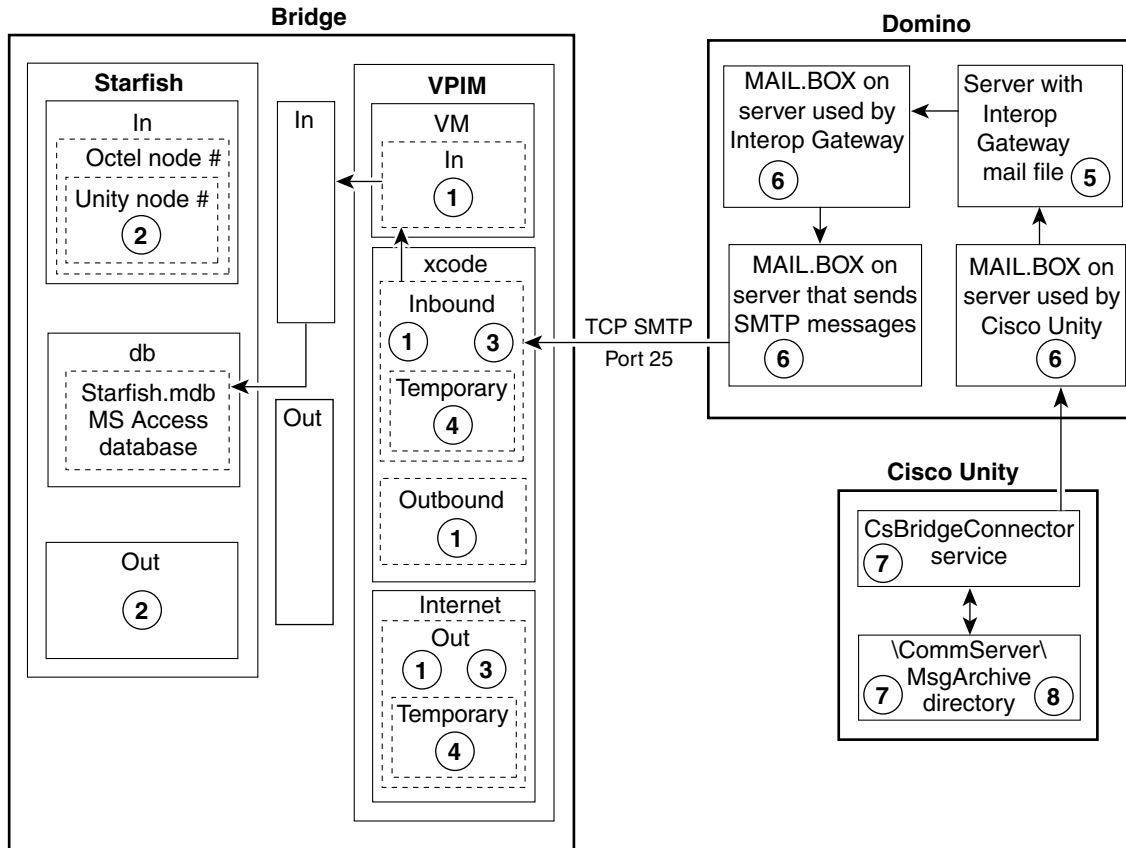 Bridge
Starfish
In
Octel node #
Unity node #
2
db
Starfish.mdb
MS Access
database
Out
2
In
Out
VPIM
VM
In
1
xcode
Inbound
1 3
Temporary
4
Outbound
1
Internet
Out
1 3
Temporary
4
TCP SMTP
Port 25
Domino
MAIL.BOX on
server used by
Interop Gateway
6
Server with
Interop
Gateway
mail file
5
MAIL.BOX on
server that sends
SMTP messages
6
MAIL.BOX on
server used by
Cisco Unity
6
Cisco Unity
CsBridgeConnector
service
7
\CommServer\
MsgArchive
directory
7 8